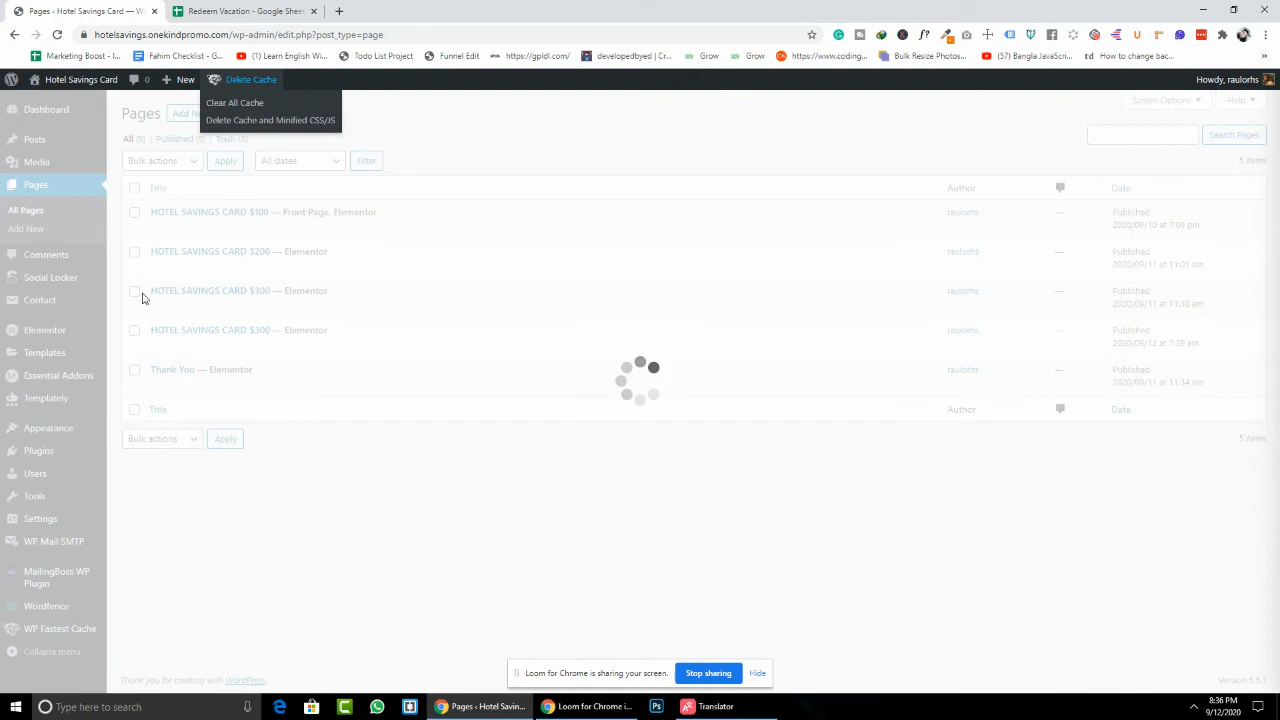 Pages ‹ Hotel Savings Card — W
Redeem Vacation - Google Shee
hotelsavings.onekindpromo.com/wp-admin/edit.php?post_type=page
Marketing Boost - I...
Fahim Checklist - G...
(1) Learn English Wi...
Todo List Project
Funnel Edit
https://gpldl.com/
developedbyed | Cr...
Grow
Grow
https://www.coding...
Bulk Resize Photos...
(57) Bangla JavaScri...
How to change bac...
Hotel Savings Card
0
New
Delete Cache
Howdy, raulorhs
Clear All Cache
Delete Cache and Minified CSS/JS
Dashboard
Posts
Media
Pages
All Pages
Add New
Comments
Social Locker
Contact
Elementor
Templates
Essential Addons
Templately
Appearance
Plugins
Users
Tools
Settings
WP Mail SMTP
MailingBoss WP
Plugin
Wordfence
WP Fastest Cache
Collapse menu
Pages
Add Ne
Screen Options
Help
All (5) | Published (5) | Trash (5)
Search Pages
Bulk actions
Apply
All dates
Filter
5 items
Title
Author
Date
HOTEL SAVINGS CARD $100 — Front Page, Elementor
raulorhs
—
Published
2020/09/10 at 7:09 pm
HOTEL SAVINGS CARD $200 — Elementor
raulorhs
—
Published
2020/09/11 at 11:01 am
HOTEL SAVINGS CARD $300 — Elementor
raulorhs
—
Published
2020/09/11 at 11:30 am
HOTEL SAVINGS CARD $300 — Elementor
raulorhs
—
Published
2020/09/12 at 7:39 am
Thank You — Elementor
raulorhs
—
Published
2020/09/11 at 11:34 am
Title
Author
Date
Bulk actions
Apply
5 items
Loom for Chrome is sharing your screen.
Stop sharing
Hide
Thank you for creating with WordPress.
Version 5.5.1
Type here to search
Pages ‹ Hotel Savin...
Loom for Chrome i...
Translator
8:36 PM
9/12/2020